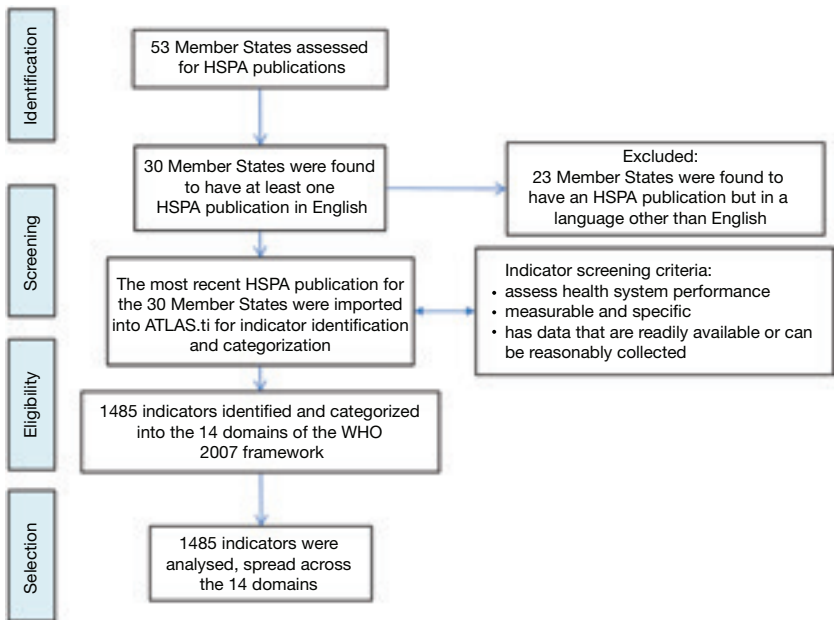 Identification
53 Member States assessed
for HSPA publications
30 Member States were found
to have at least one
HSPA publication in English
Excluded:
23 Member States were found to
have an HSPA publication but in a
language other than English
Screening
The most recent HSPA publication for
the 30 Member States were imported
into ATLAS.ti for indicator identification
and categorization
Indicator screening criteria:
• assess health system performance
• measurable and specific
• has data that are readily available or can
be reasonably collected
Eligibility
1485 indicators identified and categorized
into the 14 domains of the WHO
2007 framework
Selection
1485 indicators were
analysed, spread across
the 14 domains